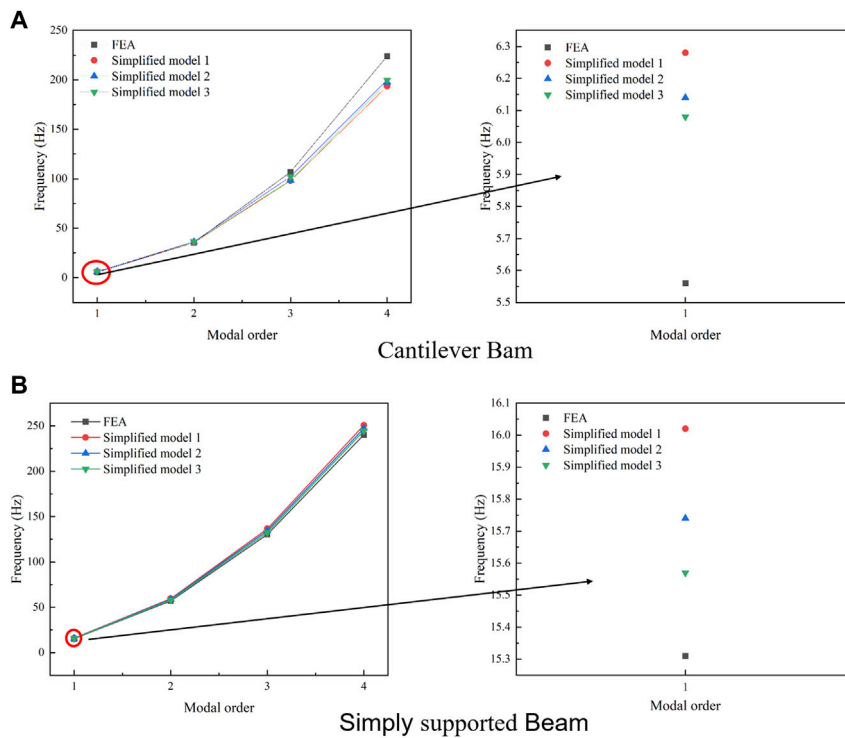 A
250
200
150
100
50
0
Frequency (Hz)
FEA
Simplified model 1
Simplified model 2
Simplified model 3
1 2 3 4
Modal order
6.3
6.2
6.1
6.0
5.9
5.8
5.7
5.6
5.5
Frequency (Hz)
FEA
Simplified model 1
Simplified model 2
Simplified model 3
1
Modal order
Cantilever Bam
B
250
200
150
100
50
0
Frequency (Hz)
FEA
Simplified model 1
Simplified model 2
Simplified model 3
1 2 3 4
Modal order
16.1
16.0
15.9
15.8
15.7
15.6
15.5
15.4
15.3
Frequency (Hz)
FEA
Simplified model 1
Simplified model 2
Simplified model 3
1
Modal order
Simply supported Beam